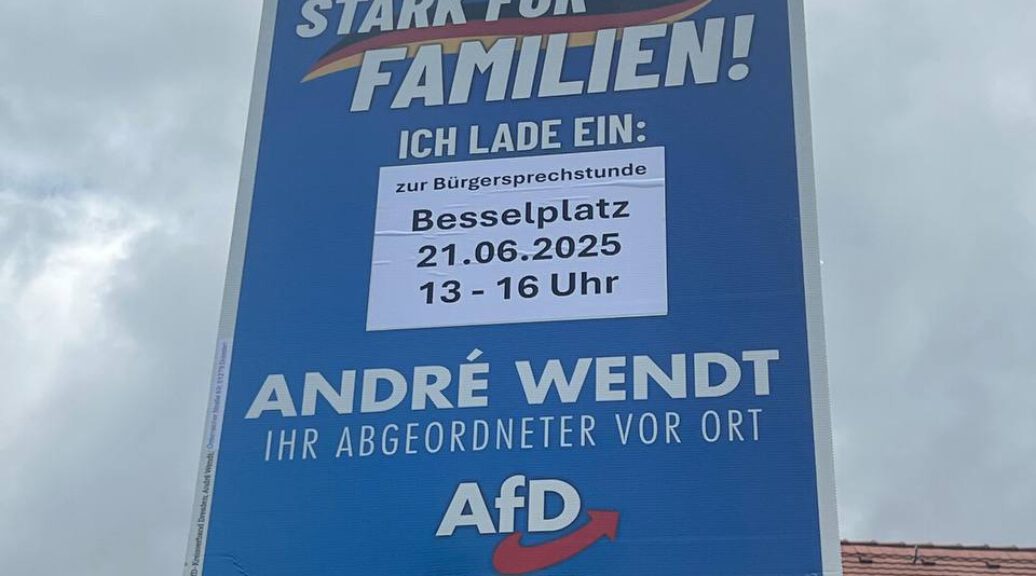 STARK FÜR
FAMILIEN!
ICH LADE EIN:
zur Bürgersprechstunde
Besselplatz
21.06.2025
13 - 16 Uhr
ANDRÉ WENDT
IHR ABGEORDNETER VOR ORT
AfD